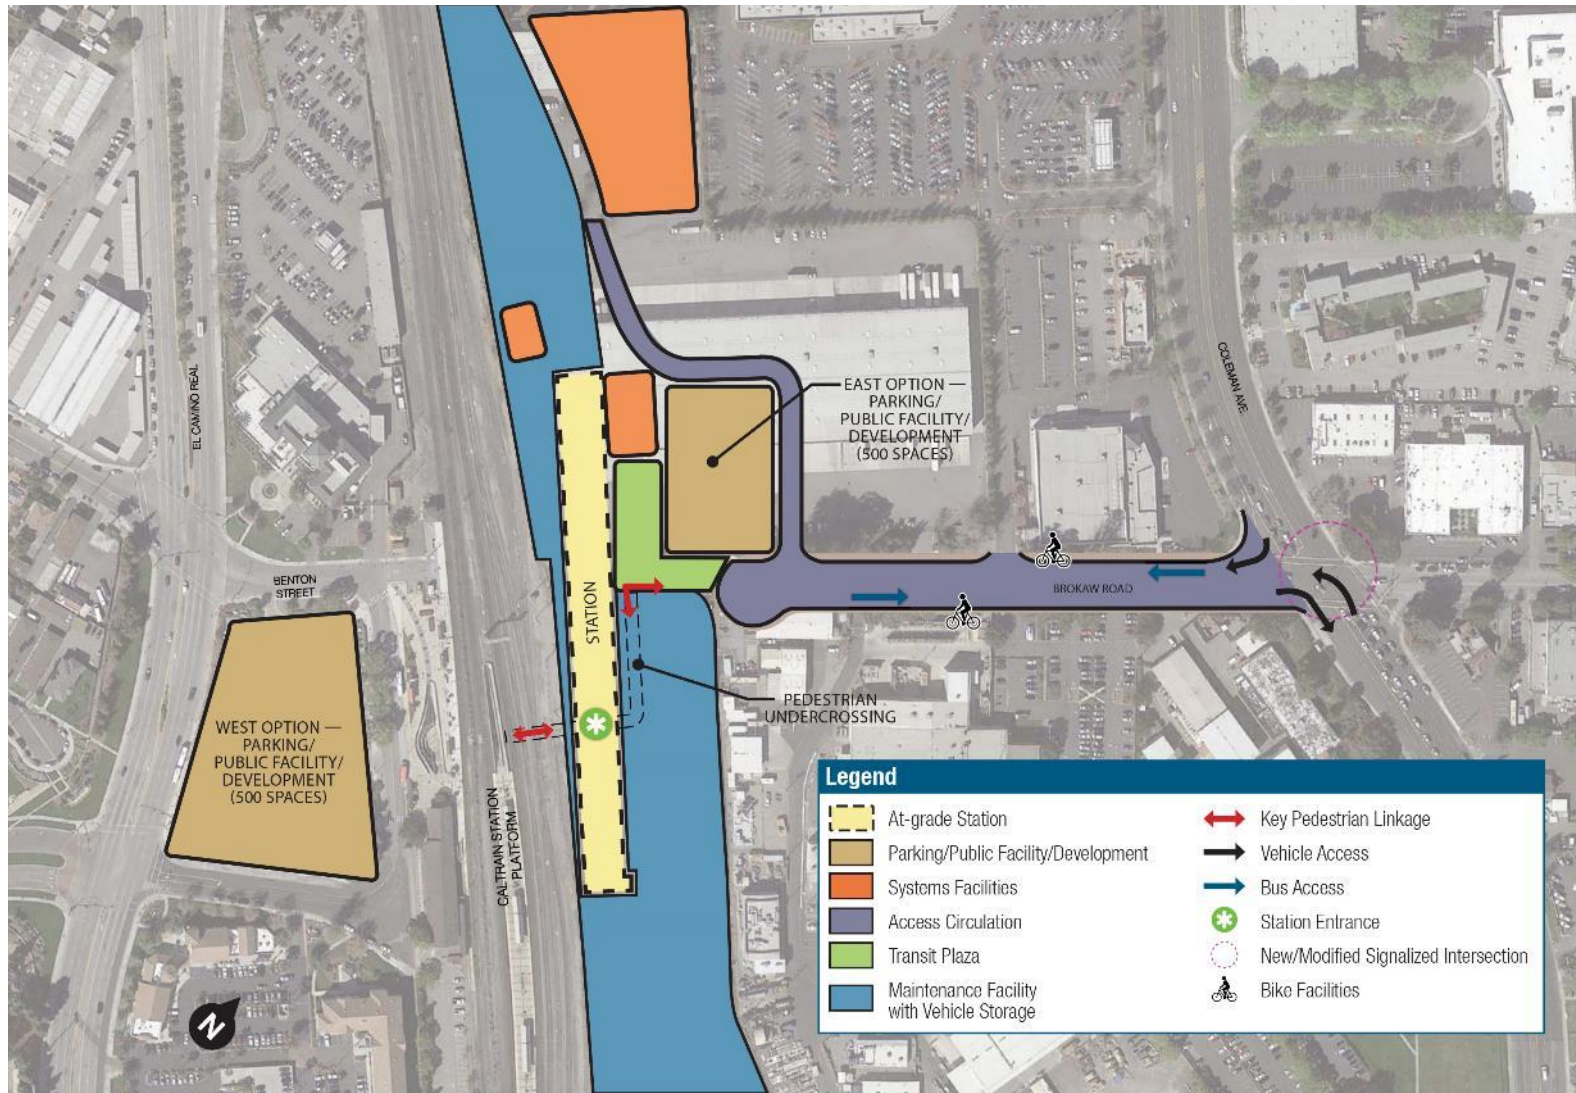 EL CAMINO REAL
COLEMAN AVE.
EAST OPTION —
PARKING/
PUBLIC FACILITY/
DEVELOPMENT
(500 SPACES)
BENTON
STREET
STATION
BROKAW ROAD
PEDESTRIAN
UNDERCROSSING
WEST OPTION —
PARKING/
PUBLIC FACILITY/
DEVELOPMENT
(500 SPACES)
CALTRAIN STATION
PLATFORM
N
Legend
At-grade Station
Parking/Public Facility/Development
Systems Facilities
Access Circulation
Transit Plaza
Maintenance Facility
with Vehicle Storage
Key Pedestrian Linkage
Vehicle Access
Bus Access
Station Entrance
New/Modified Signalized Intersection
Bike Facilities